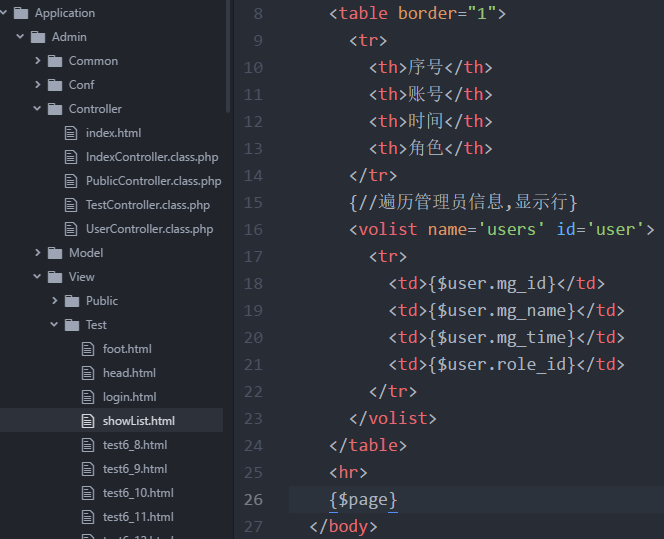 Application
Admin
Common
Conf
Controller
index.html
IndexController.class.php
PublicController.class.php
TestController.class.php
UserController.class.php
Model
View
Public
Test
foot.html
head.html
login.html
showList.html
test6_8.html
test6_9.html
test6_10.html
test6_11.html
8 <table border="1">
9 <tr>
10 <th>序号</th>
11 <th>账号</th>
12 <th>时间</th>
13 <th>角色</th>
14 </tr>
15 {//遍历管理员信息,显示行}
16 <volist name='users' id='user'>
17 <tr>
18 <td>{$user.mg_id}</td>
19 <td>{$user.mg_name}</td>
20 <td>{$user.mg_time}</td>
21 <td>{$user.role_id}</td>
22 </tr>
23 </volist>
24 </table>
25 <hr>
26 {$page}
27 </body>